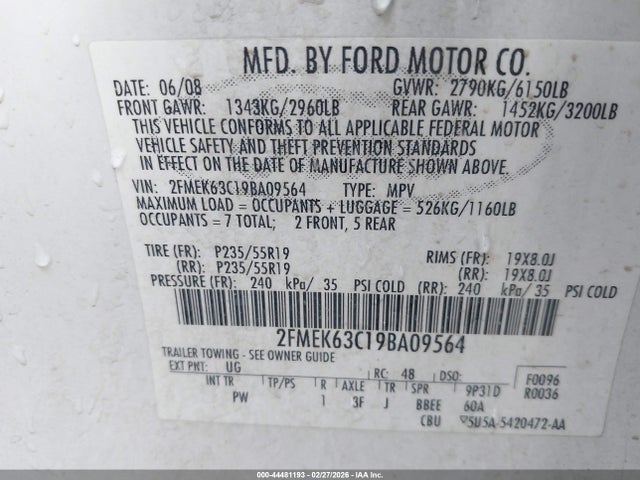 MFD. BY FORD MOTOR CO.
DATE: 06/08 GVWR: 2790KG/6150LB
FRONT GAWR: 1343KG/2960LB REAR GAWR: 1452KG/3200LB
THIS VEHICLE CONFORMS TO ALL APPLICABLE FEDERAL MOTOR
VEHICLE SAFETY AND THEFT PREVENTION STANDARDS
IN EFFECT ON THE DATE OF MANUFACTURE SHOWN ABOVE.
VIN: 2FMEK63C19BA09564 TYPE: MPV
MAXIMUM LOAD = OCCUPANTS + LUGGAGE = 526KG/1160LB
OCCUPANTS = 7 TOTAL; 2 FRONT, 5 REAR
TIRE (FR): P235/55R19 RIMS (FR): 19X8.0J
(RR): P235/55R19 (RR): 19X8.0J
PRESSURE (FR): 240 kPa/ 35 PSI COLD (RR): 240 kPa/ 35 PSI COLD
2FMEK63C19BA09564
TRAILER TOWING - SEE OWNER GUIDE
EXT PNT: UG RC: 48 DSO: F0096
INT TR TP/PS R AXLE TR SPR 9P31D R0036
PW 1 3F J BBEE 60A
CBU 5U5A-5420472-AA
000-44481193 - 02/27/2026 - IAAI.COM